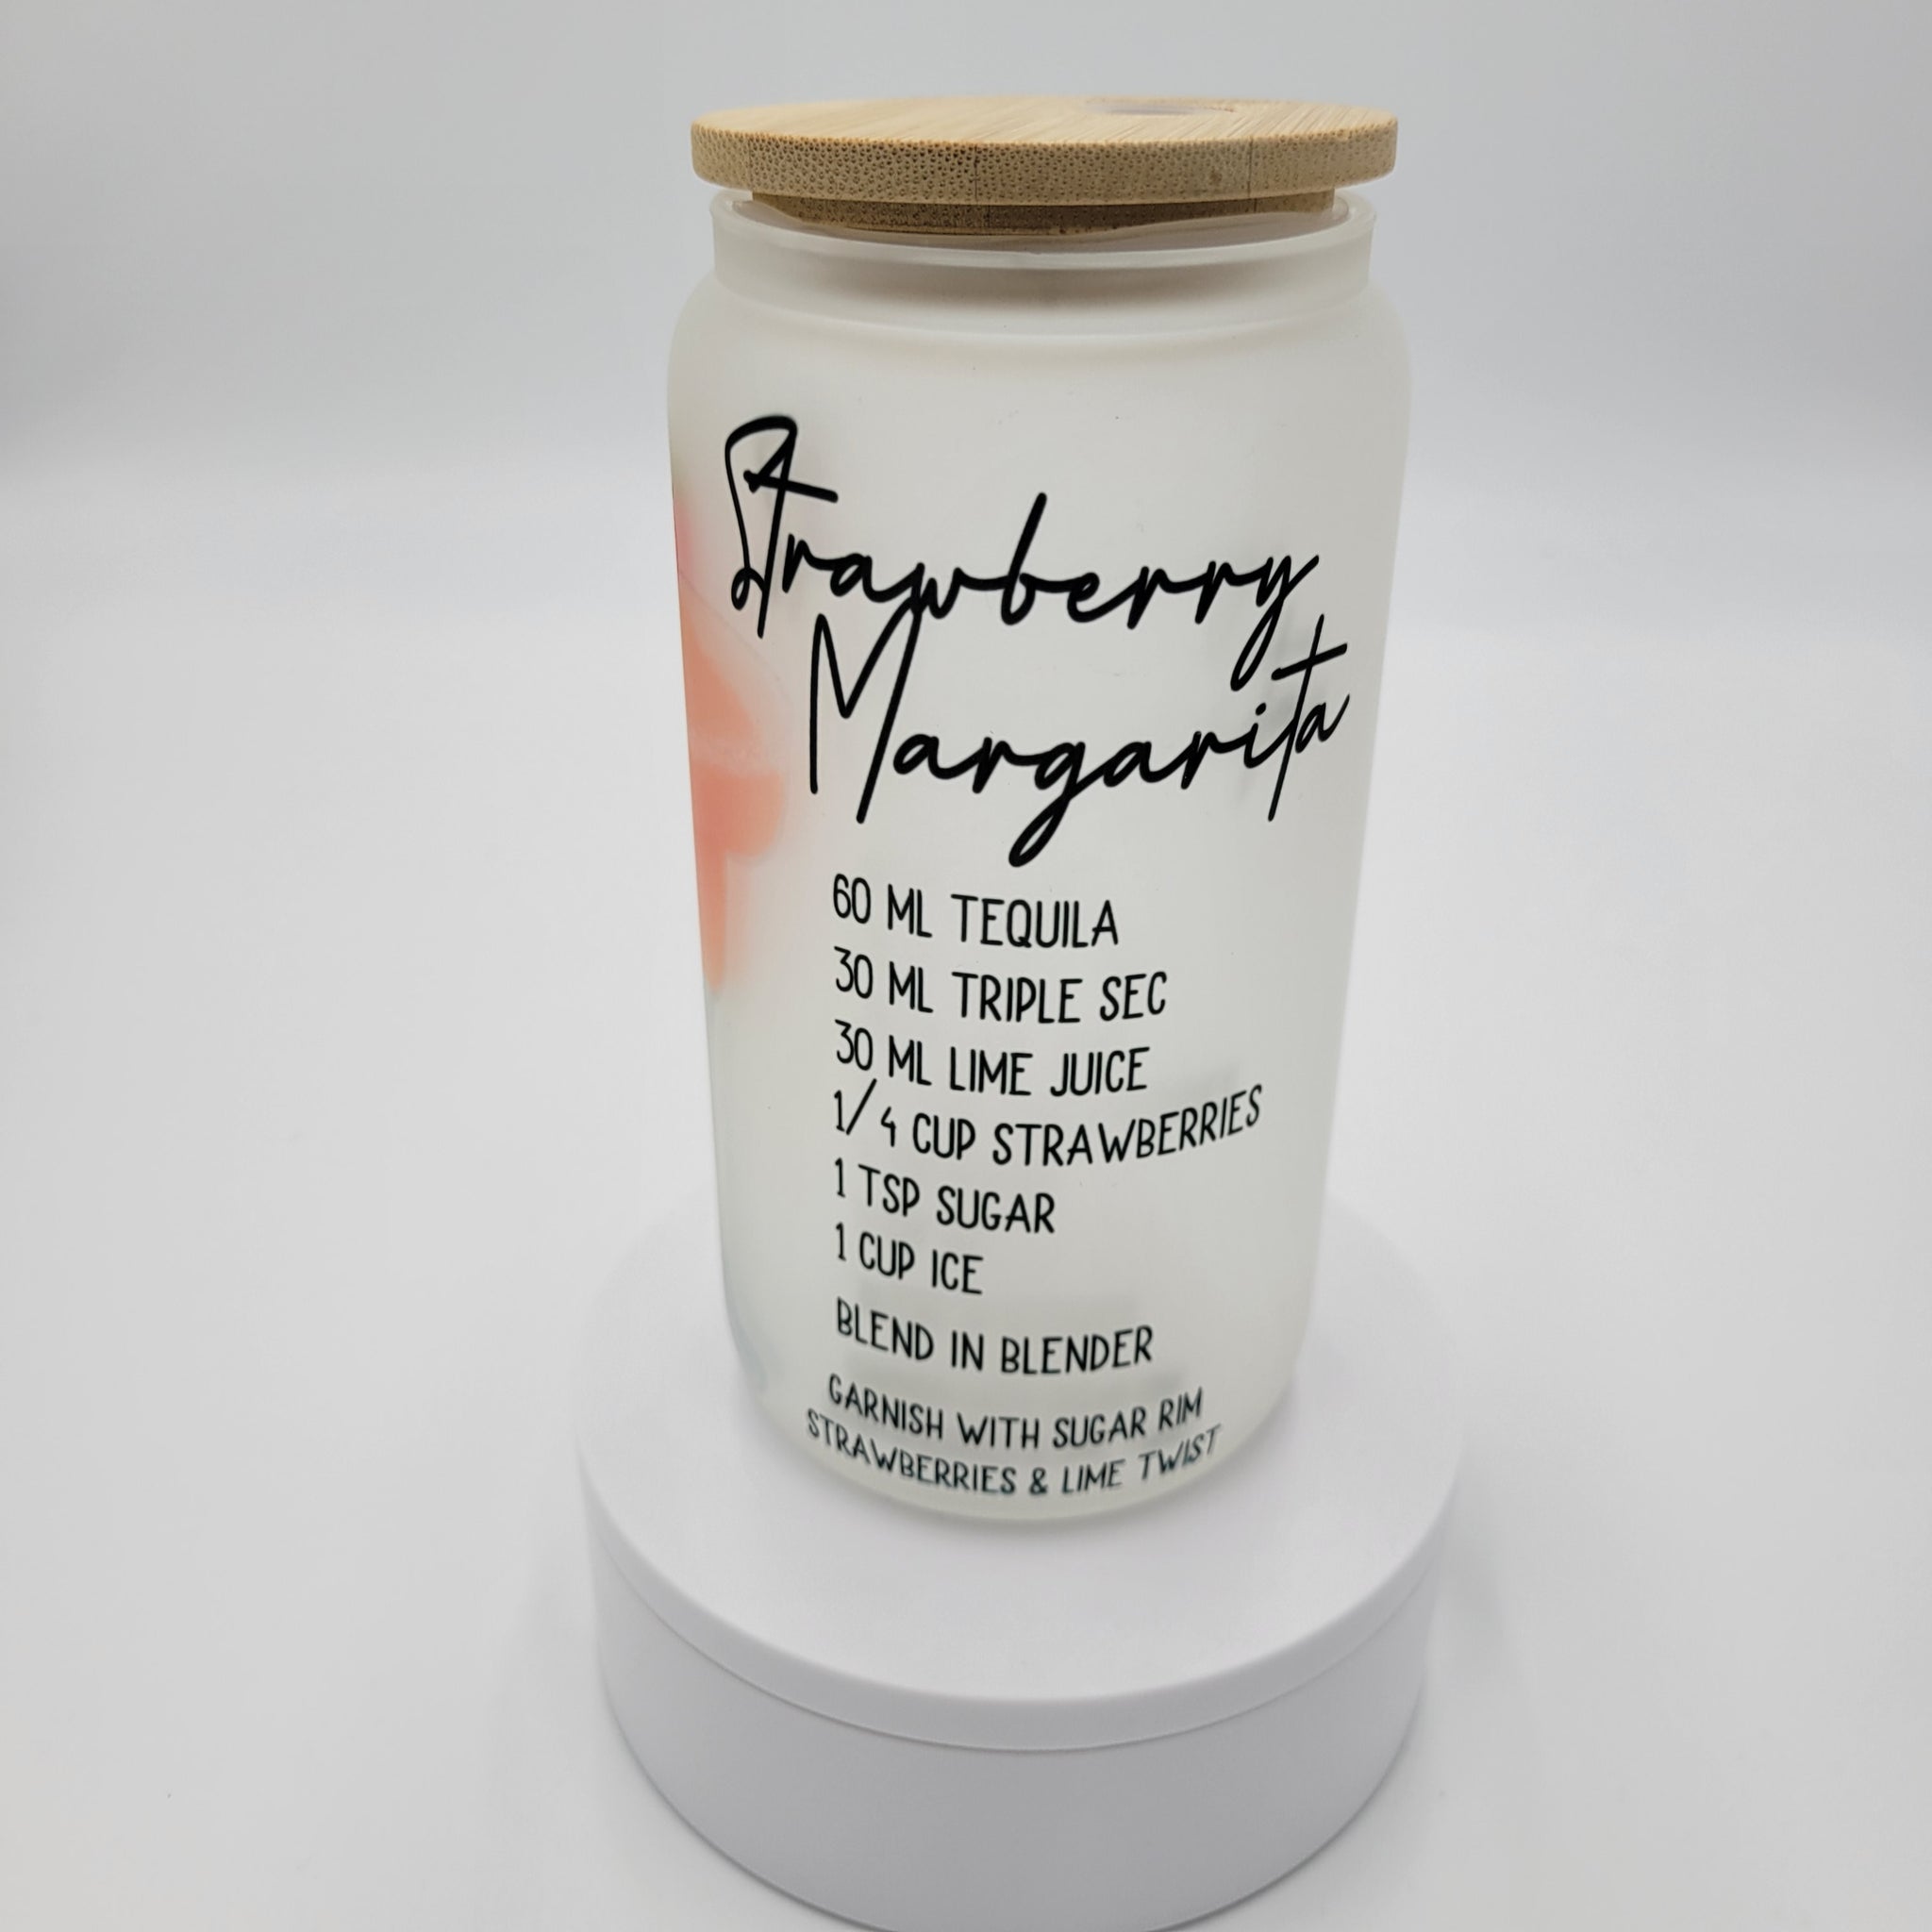 Strawberry
Margarita
60 ML TEQUILA
30 ML TRIPLE SEC
30 ML LIME JUICE
1/4 CUP STRAWBERRIES
1 TSP SUGAR
1 CUP ICE
BLEND IN BLENDER
GARNISH WITH SUGAR RIM
STRAWBERRIES & LIME TWIST